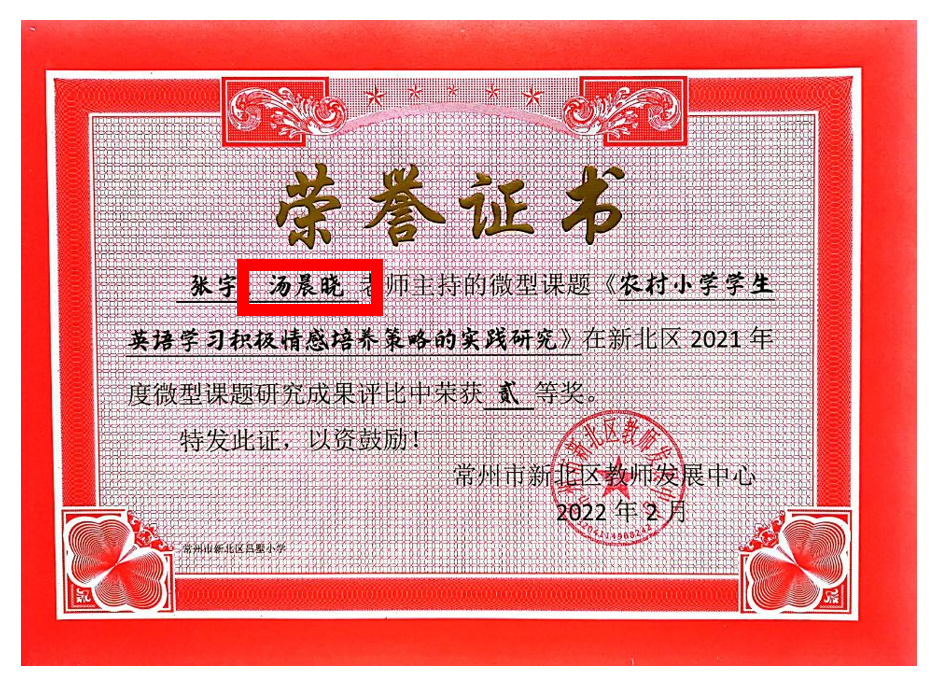 荣誉证书
张宇 汤晨晓 老师主持的微型课题《农村小学学生
英语学习积极情感培养策略的实践研究》在新北区 2021 年
度微型课题研究成果评比中荣获 贰 等奖。
特发此证，以资鼓励！
常州市新北区教师发展中心
2022 年 2 月
常州市新北区吕墅小学